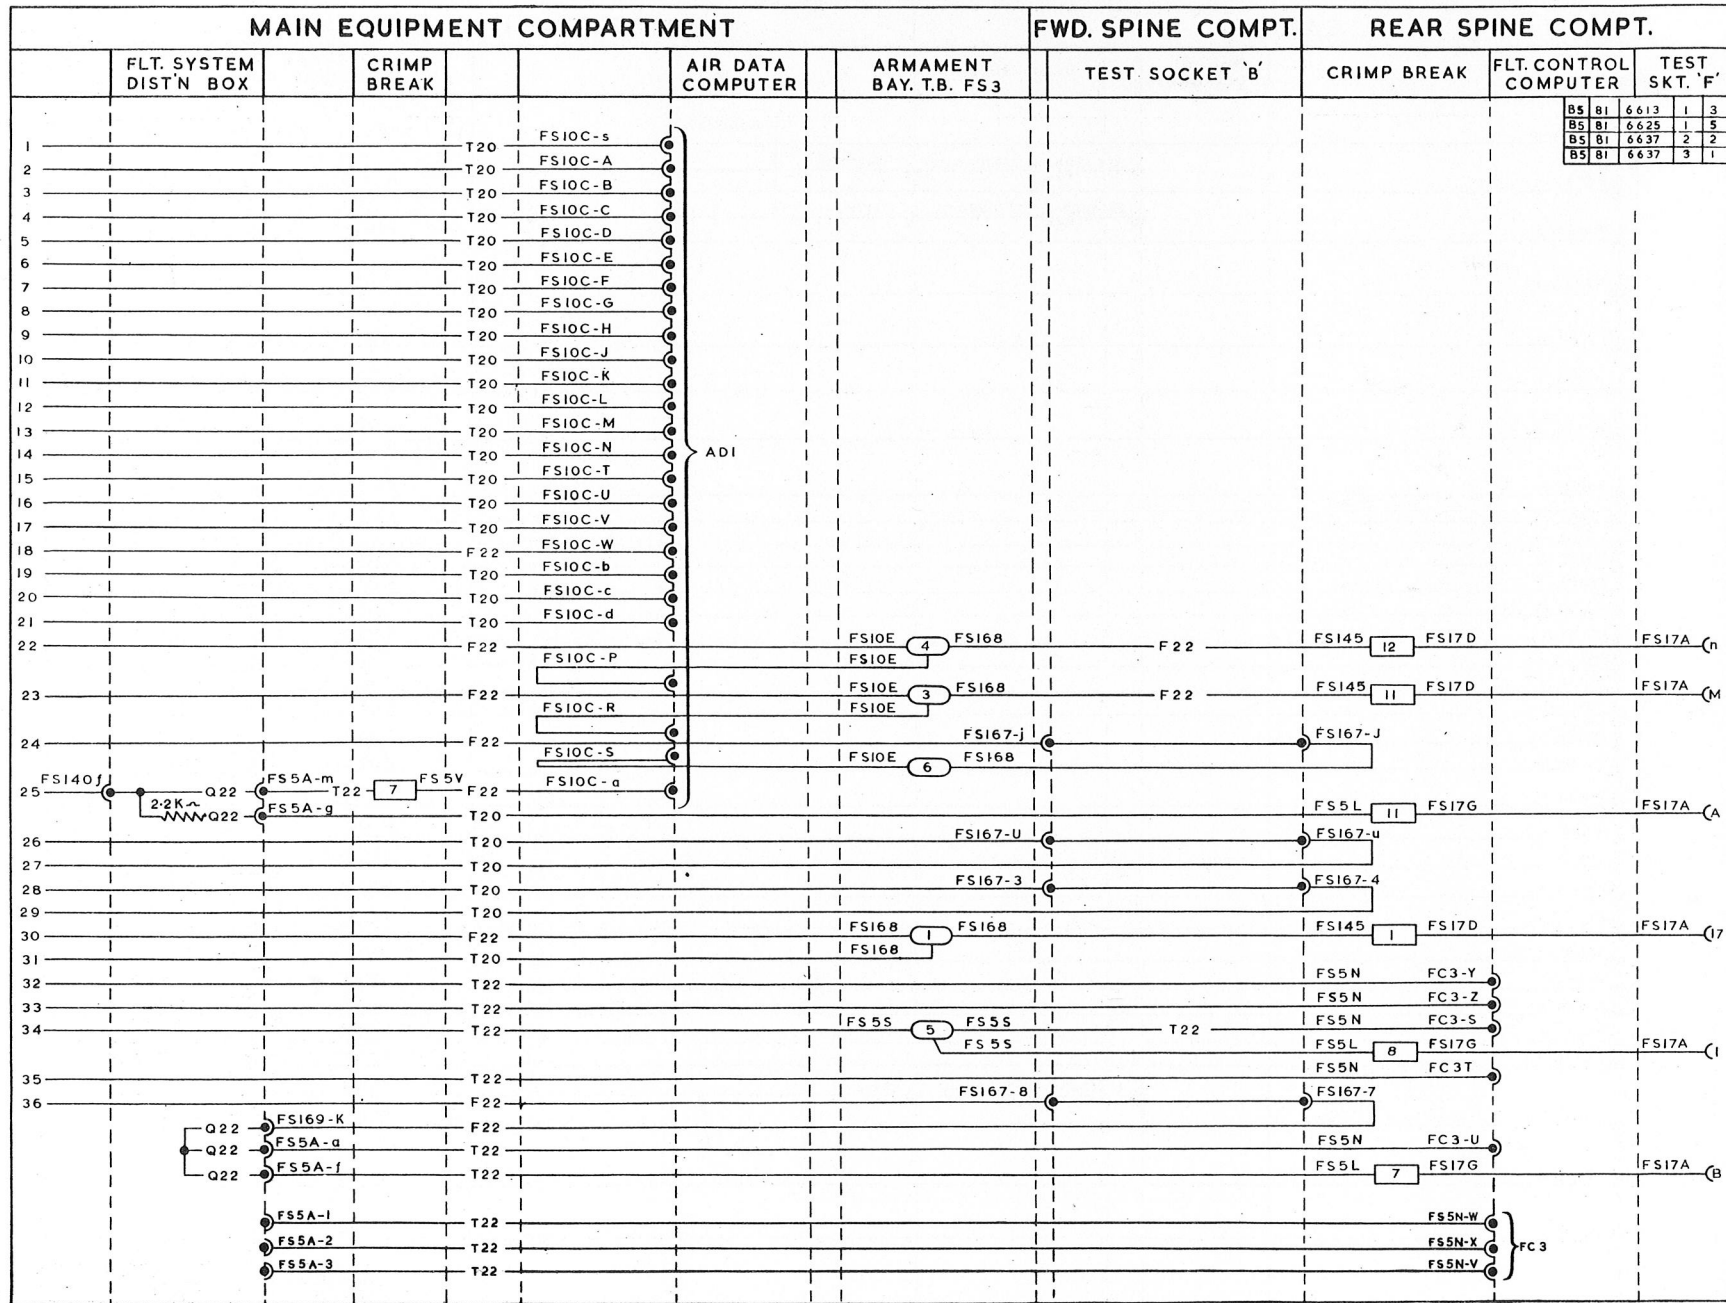 MAIN EQUIPMENT COMPARTMENT FWD. SPINE COMPT. REAR SPINE COMPT.
FLT. SYSTEM DIST'N BOX CRIMP BREAK AIR DATA COMPUTER ARMAMENT BAY. T.B. FS3 TEST SOCKET 'B' CRIMP BREAK FLT. CONTROL COMPUTER TEST SKT. 'F'
B5 81 6613 1 3
B5 81 6625 1 5
B5 81 6637 2 2
B5 81 6637 3 1
1 T20 FS10C-s
2 T20 FS10C-A
3 T20 FS10C-B
4 T20 FS10C-C
5 T20 FS10C-D
6 T20 FS10C-E
7 T20 FS10C-F
8 T20 FS10C-G
9 T20 FS10C-H
10 T20 FS10C-J
11 T20 FS10C-K
12 T20 FS10C-L
13 T20 FS10C-M
14 T20 FS10C-N
AD1
15 T20 FS10C-T
16 T20 FS10C-U
17 T20 FS10C-V
18 F22 FS10C-W
19 T20 FS10C-b
20 T20 FS10C-c
21 T20 FS10C-d
22 F22 FS10E 4 FS168 F22 FS145 12 FS17D FS17A n
FS10C-P FS10E
23 F22 FS10E 3 FS168 F22 FS145 11 FS17D FS17A M
FS10C-R FS10E
24 F22 FS167-j FS167-J
FS10C-S FS10E 6 FS168
25 FS140f Q22 FS5A-m T22 7 FS5V F22 FS10C-a
2·2K Q22 FS5A-g T20 FS5L 11 FS17G FS17A A
26 T20 FS167-U FS167-u
27 T20
28 T20 FS167-3 FS167-4
29 T20
30 F22 FS168 1 FS168 FS145 1 FS17D FS17A 17
31 T20 FS168
32 T22 FS5N FC3-Y
33 T22 FS5N FC3-Z
34 T22 FS5S 5 FS5S T22 FS5N FC3-S
FS5S FS5L 8 FS17G FS17A 1
35 T22 FS5N FC3T
36 F22 FS167-8 FS167-7
Q22 FS169-K F22
Q22 FS5A-a T22 FS5N FC3-U
Q22 FS5A-f T22 FS5L 7 FS17G FS17A B
FS5A-1 T22 FS5N-W
FS5A-2 T22 FS5N-X FC3
FS5A-3 T22 FS5N-V